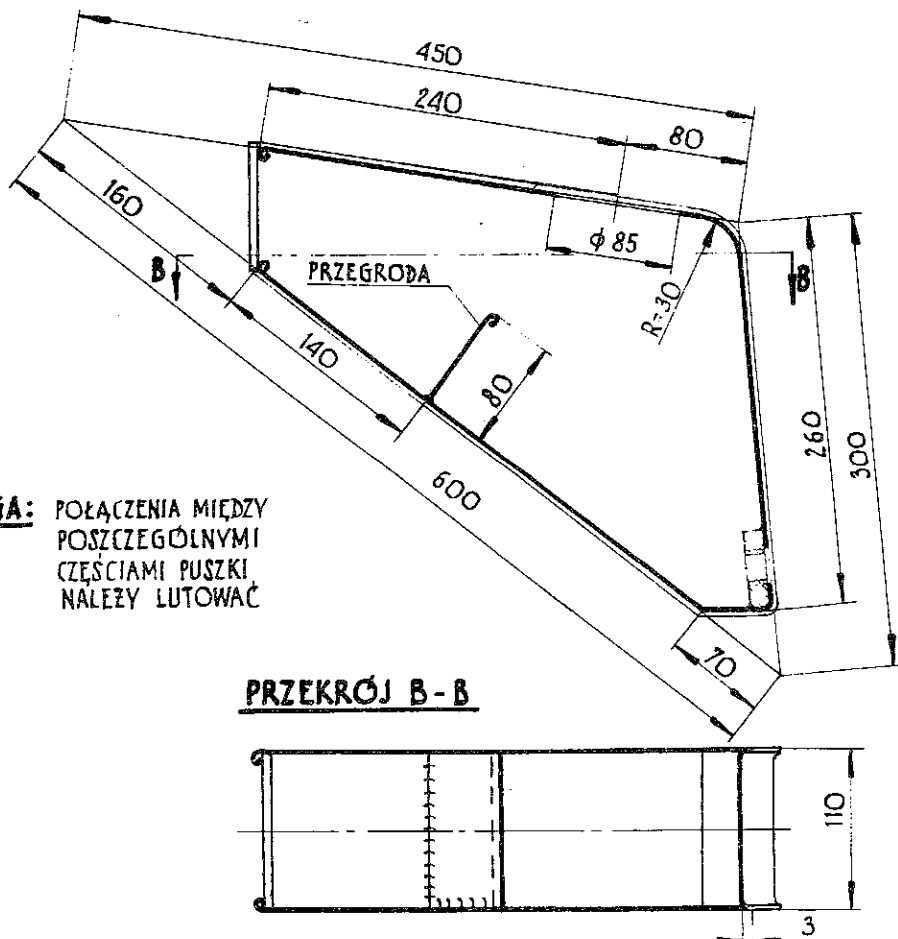 450
240
80
160
φ 85
B
B
PRZEGRODA
R=30
140
80
260
300
600
GA: POŁĄCZENIA MIĘDZY
POSZCZEGÓLNYMI
CZĘŚCIAMI PUSZKI
NALEŻY LUTOWAĆ
70
PRZEKRÓJ B-B
110
3